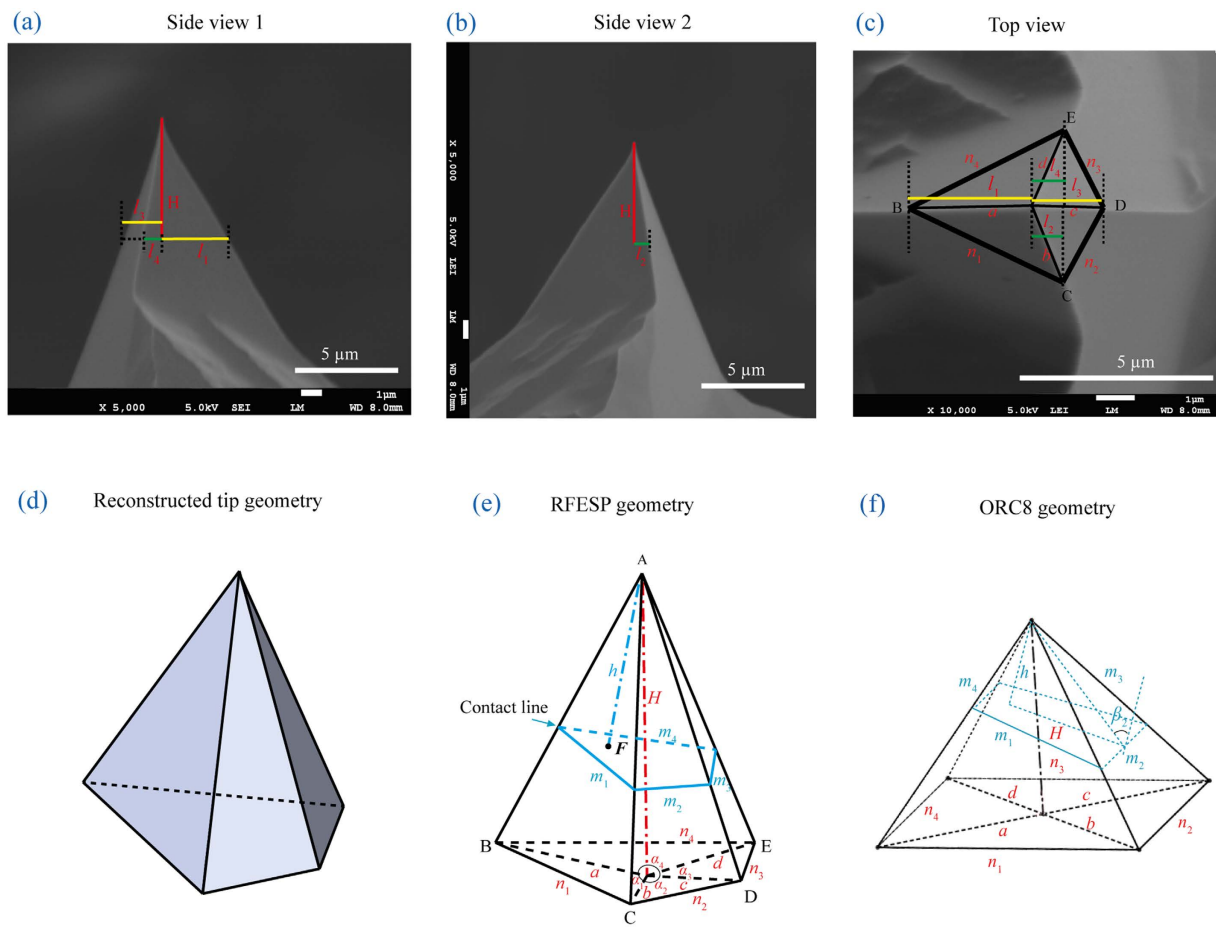 (a) Side view 1
(b) Side view 2
(c) Top view
H
l₄ l₁
5 µm
1µm
X 5,000 5.0kV SEI LM WD 8.0mm
H
l₂
5 µm
X 5,000 5.0kV LEI LM WD 8.0mm
1µm
E
n₄ d l₄ n₃
l₁ l₃
B a c D
l₂
n₁ n₂
C
5 µm
1µm
X 10,000 5.0kV LEI LM WD 8.0mm
(d) Reconstructed tip geometry
(e) RFESP geometry
(f) ORC8 geometry
A
h
H
Contact line
m₄
F
m₁
m₃
m₂
B n₄ E
a α₄ d
α₁ α₃ n₃
b α₂ c D
n₁ n₂
C
m₃
m₄ h
β₂
m₁ H m₂
n₃
d c
n₄ a b n₂
n₁